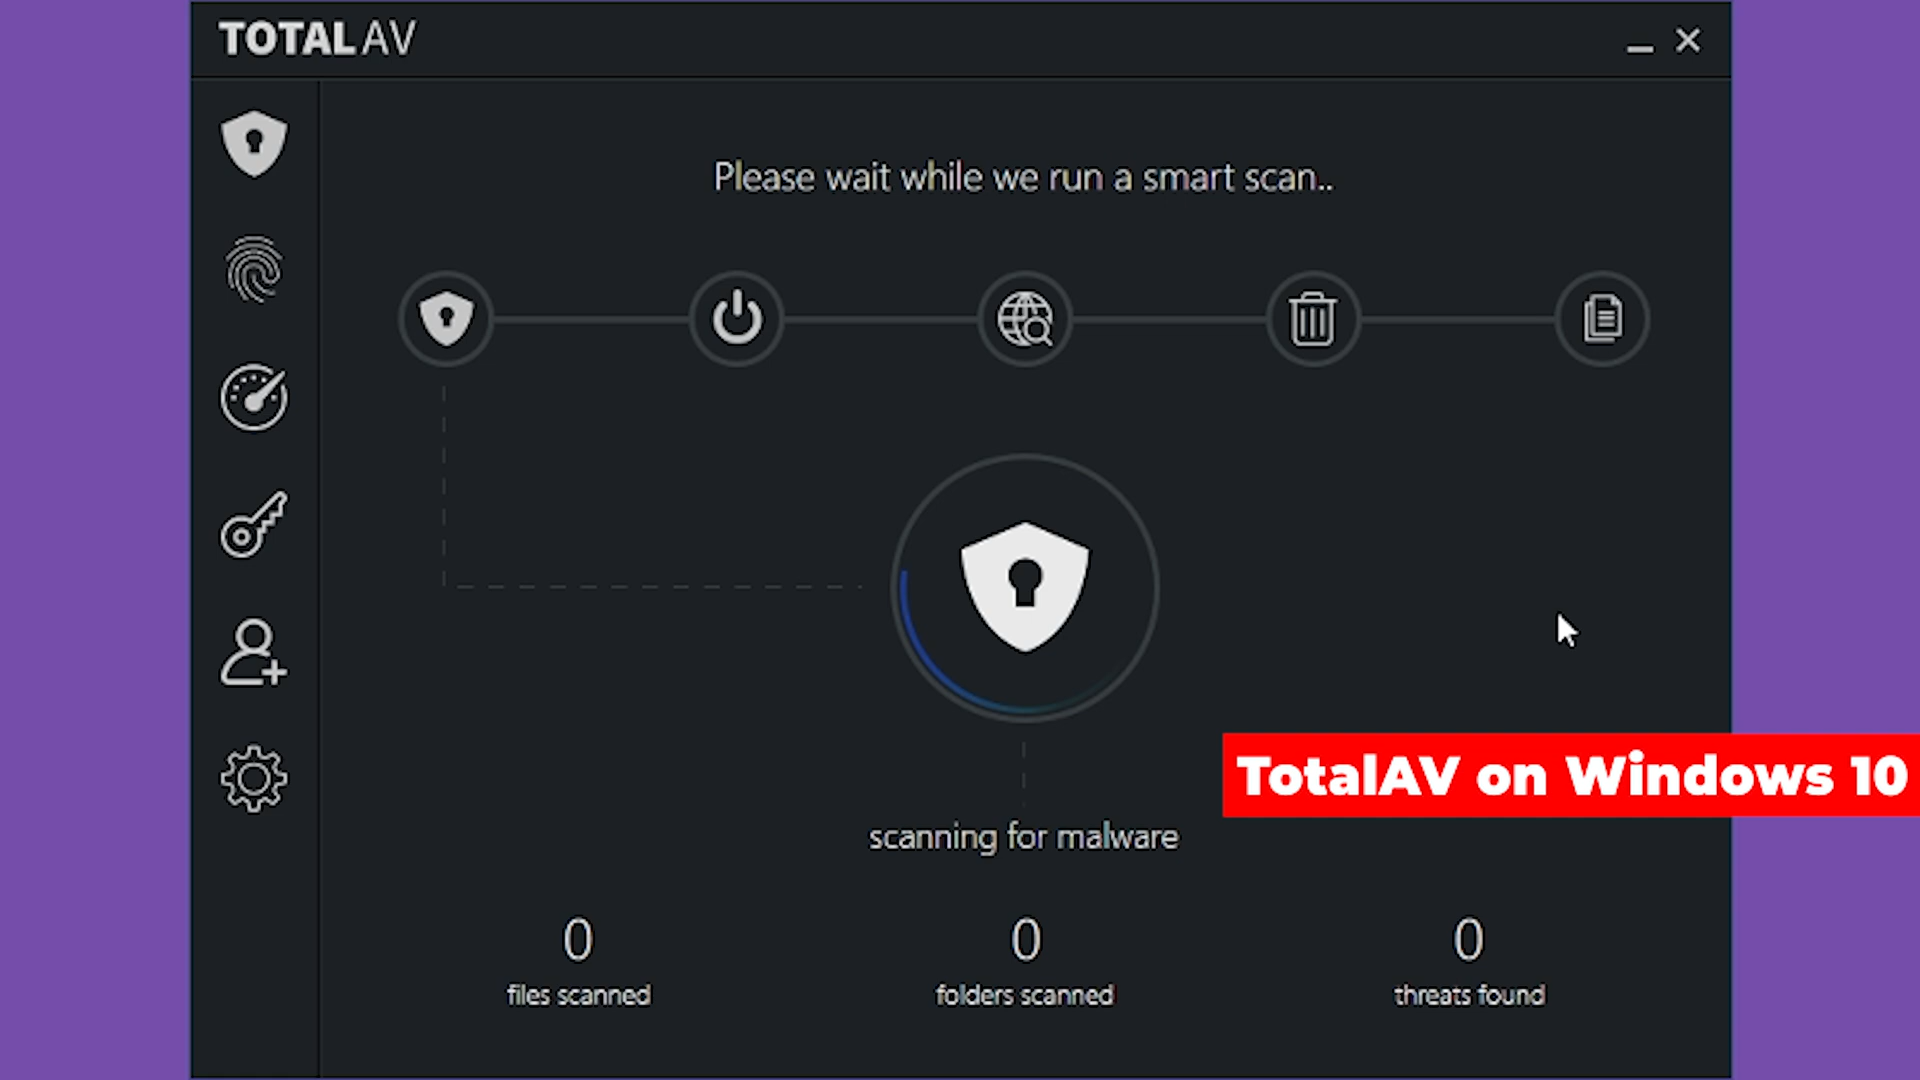 TOTALAV
Please wait while we run a smart scan..
TotalAV on Windows 10
scanning for malware
0
files scanned
0
folders scanned
0
threats found